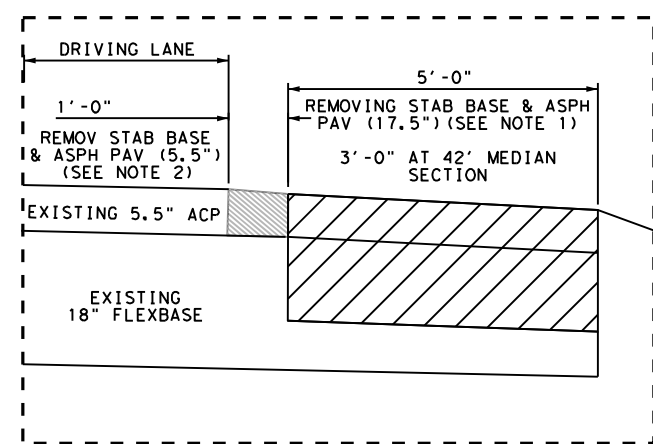 DRIVING LANE
5'-0"
1'-0"
REMOVING STAB BASE & ASPH
PAV (17.5") (SEE NOTE 1)
REMOV STAB BASE
& ASPH PAV (5.5")
(SEE NOTE 2)
3'-0" AT 42' MEDIAN
SECTION
EXISTING 5.5" ACP
EXISTING
18" FLEXBASE